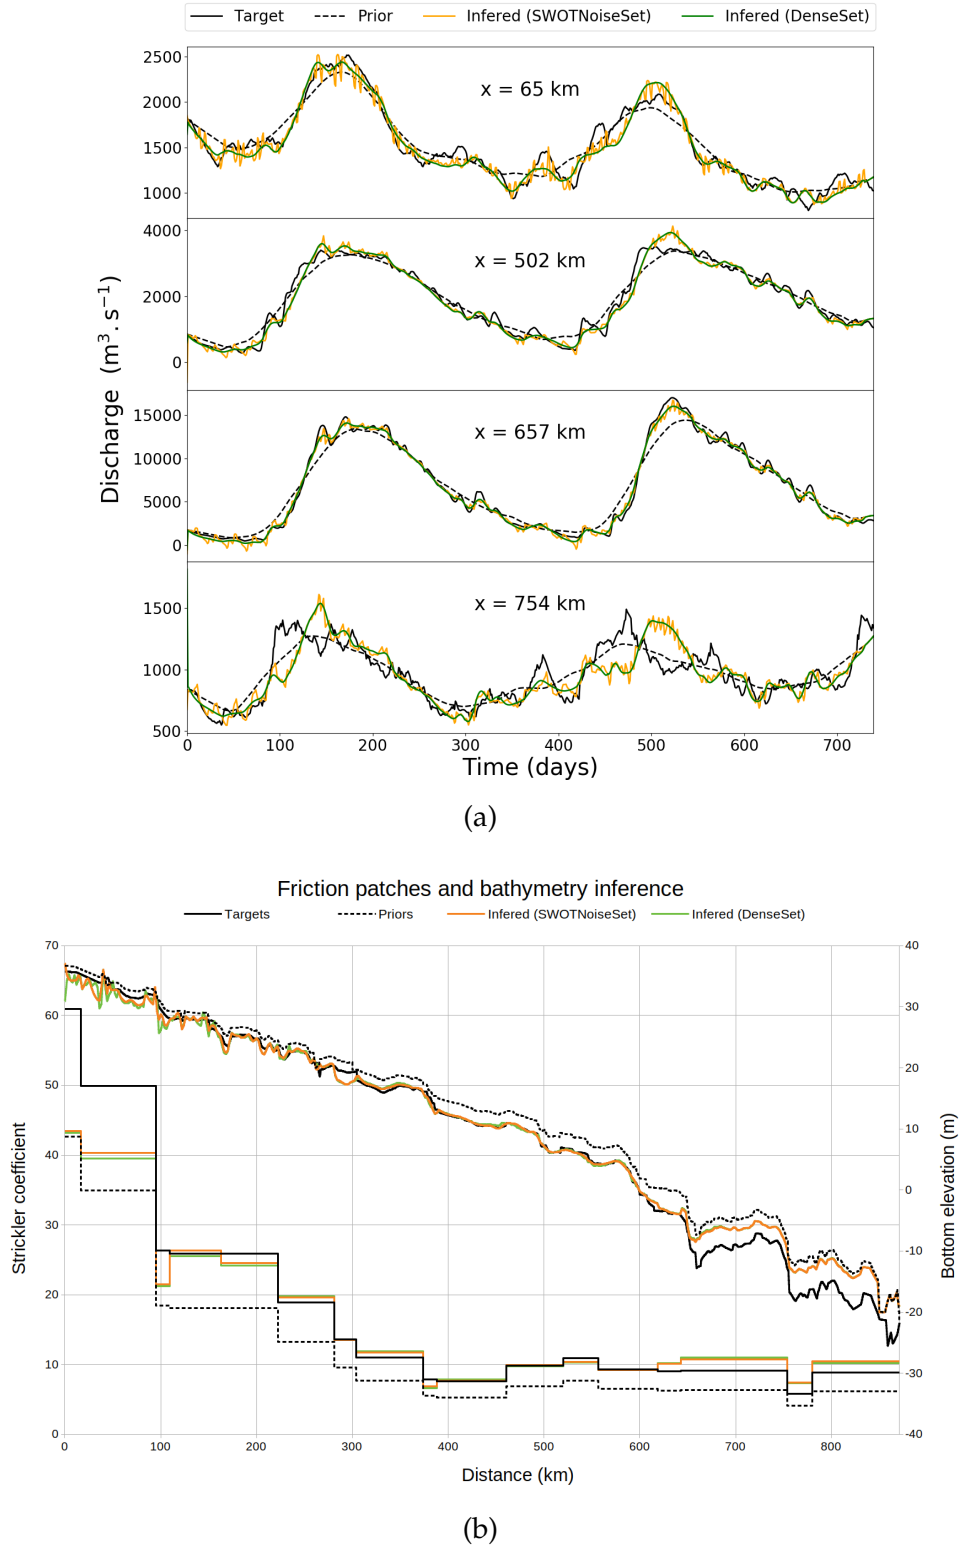 Target Prior Infered (SWOTNoiseSet) Infered (DenseSet)
2500
2000
1500
1000
x = 65 km
4000
2000
0
x = 502 km
15000
10000
5000
0
x = 657 km
1500
1000
500
x = 754 km
Discharge (m³.s⁻¹)
0 100 200 300 400 500 600 700
Time (days)
(a)
Friction patches and bathymetry inference
Targets Priors Infered (SWOTNoiseSet) Infered (DenseSet)
70
60
50
40
30
20
10
0
Strickler coefficient
40
30
20
10
0
-10
-20
-30
-40
Bottom elevation (m)
0 100 200 300 400 500 600 700 800
Distance (km)
(b)